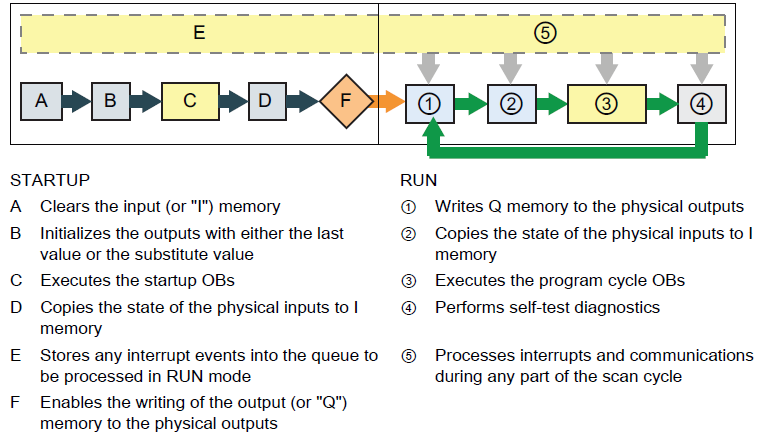 E ⑤
A B C D F ① ② ③ ④
STARTUP
A Clears the input (or "I") memory
B Initializes the outputs with either the last
value or the substitute value
C Executes the startup OBs
D Copies the state of the physical inputs to I
memory
E Stores any interrupt events into the queue to
be processed in RUN mode
F Enables the writing of the output (or "Q")
memory to the physical outputs
RUN
① Writes Q memory to the physical outputs
② Copies the state of the physical inputs to I
memory
③ Executes the program cycle OBs
④ Performs self-test diagnostics
⑤ Processes interrupts and communications
during any part of the scan cycle